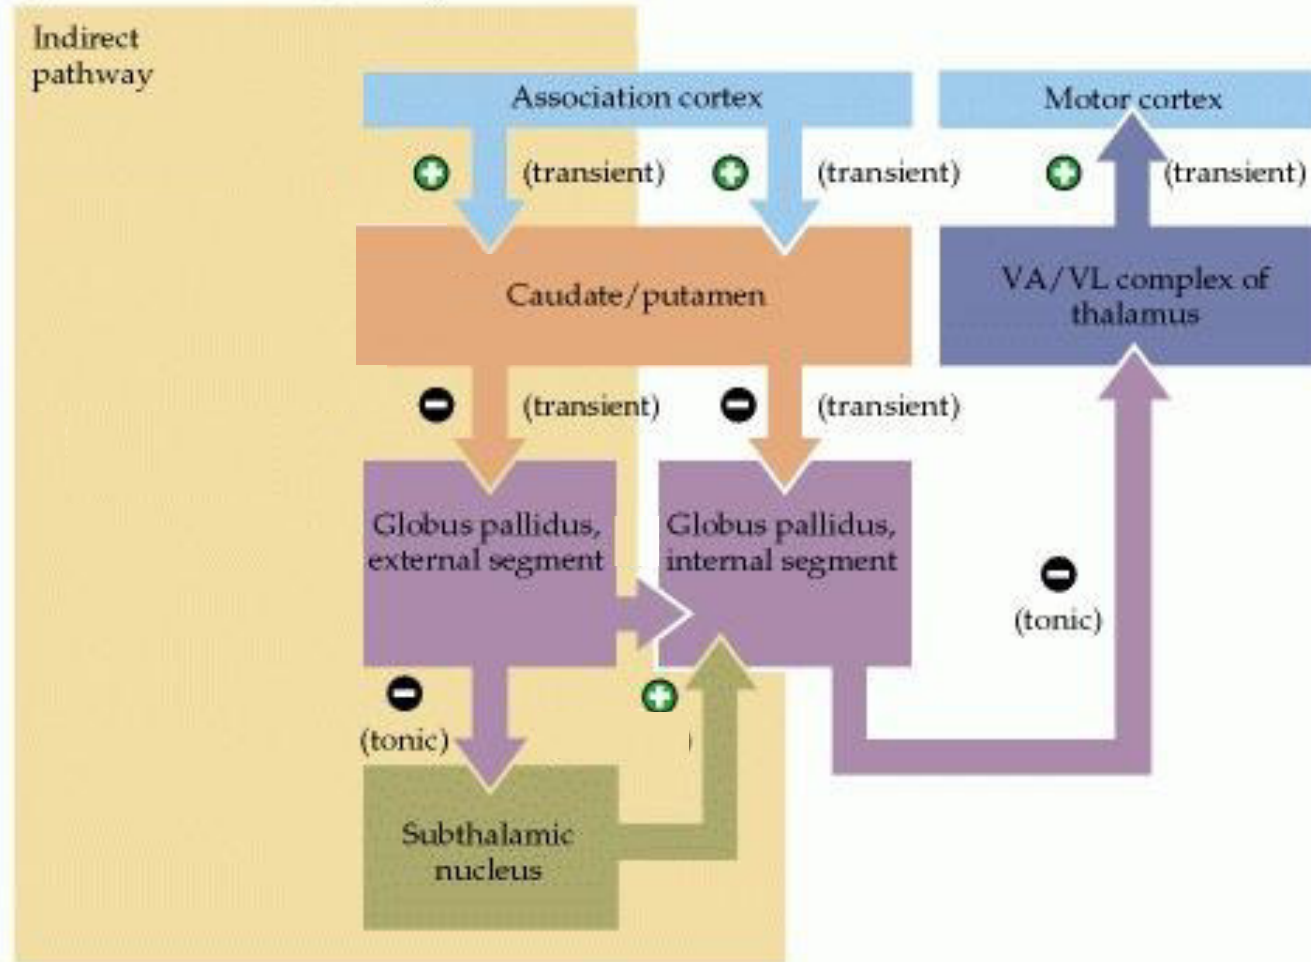 Indirect
pathway
Association cortex
Motor cortex
(transient)
(transient)
(transient)
Caudate/putamen
VA/VL complex of
thalamus
(transient)
(transient)
Globus pallidus,
external segment
Globus pallidus,
internal segment
(tonic)
(tonic)
)
Subthalamic
nucleus